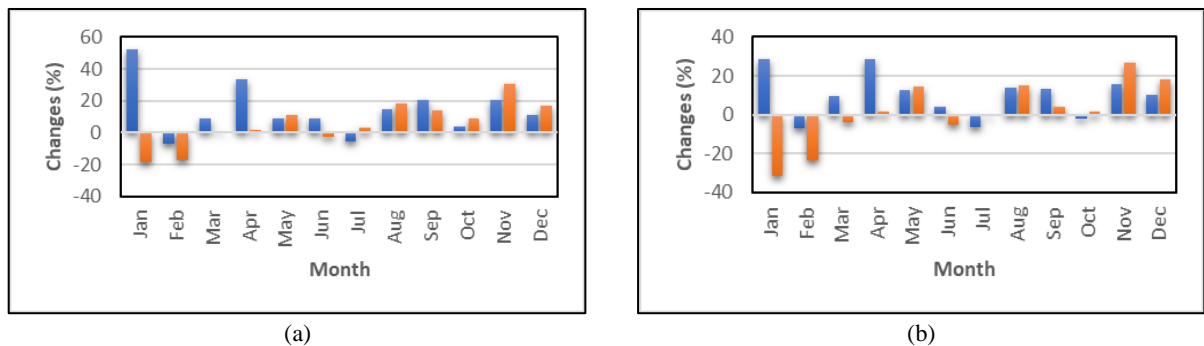 60
40
20
0
-20
-40
Changes (%)
Jan
Feb
Mar
Apr
May
Jun
Jul
Aug
Sep
Oct
Nov
Dec
Month
(a)
40
20
0
-20
-40
Changes (%)
Jan
Feb
Mar
Apr
May
Jun
Jul
Aug
Sep
Oct
Nov
Dec
Month
(b)